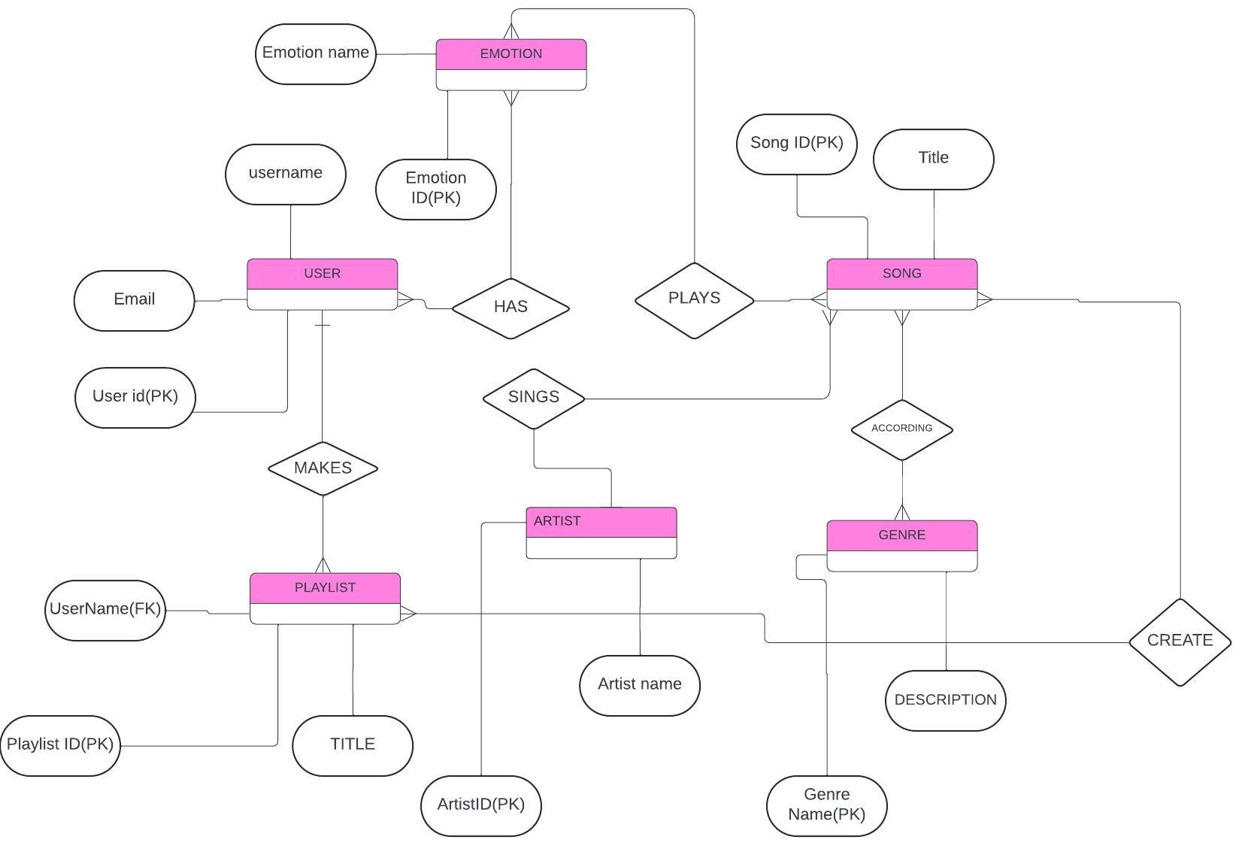 Emotion name
EMOTION
Song ID(PK)
Title
username
Emotion
ID(PK)
USER
SONG
Email
HAS
PLAYS
User id(PK)
SINGS
ACCORDING
MAKES
ARTIST
GENRE
PLAYLIST
UserName(FK)
CREATE
Artist name
DESCRIPTION
Playlist ID(PK)
TITLE
ArtistID(PK)
Genre
Name(PK)